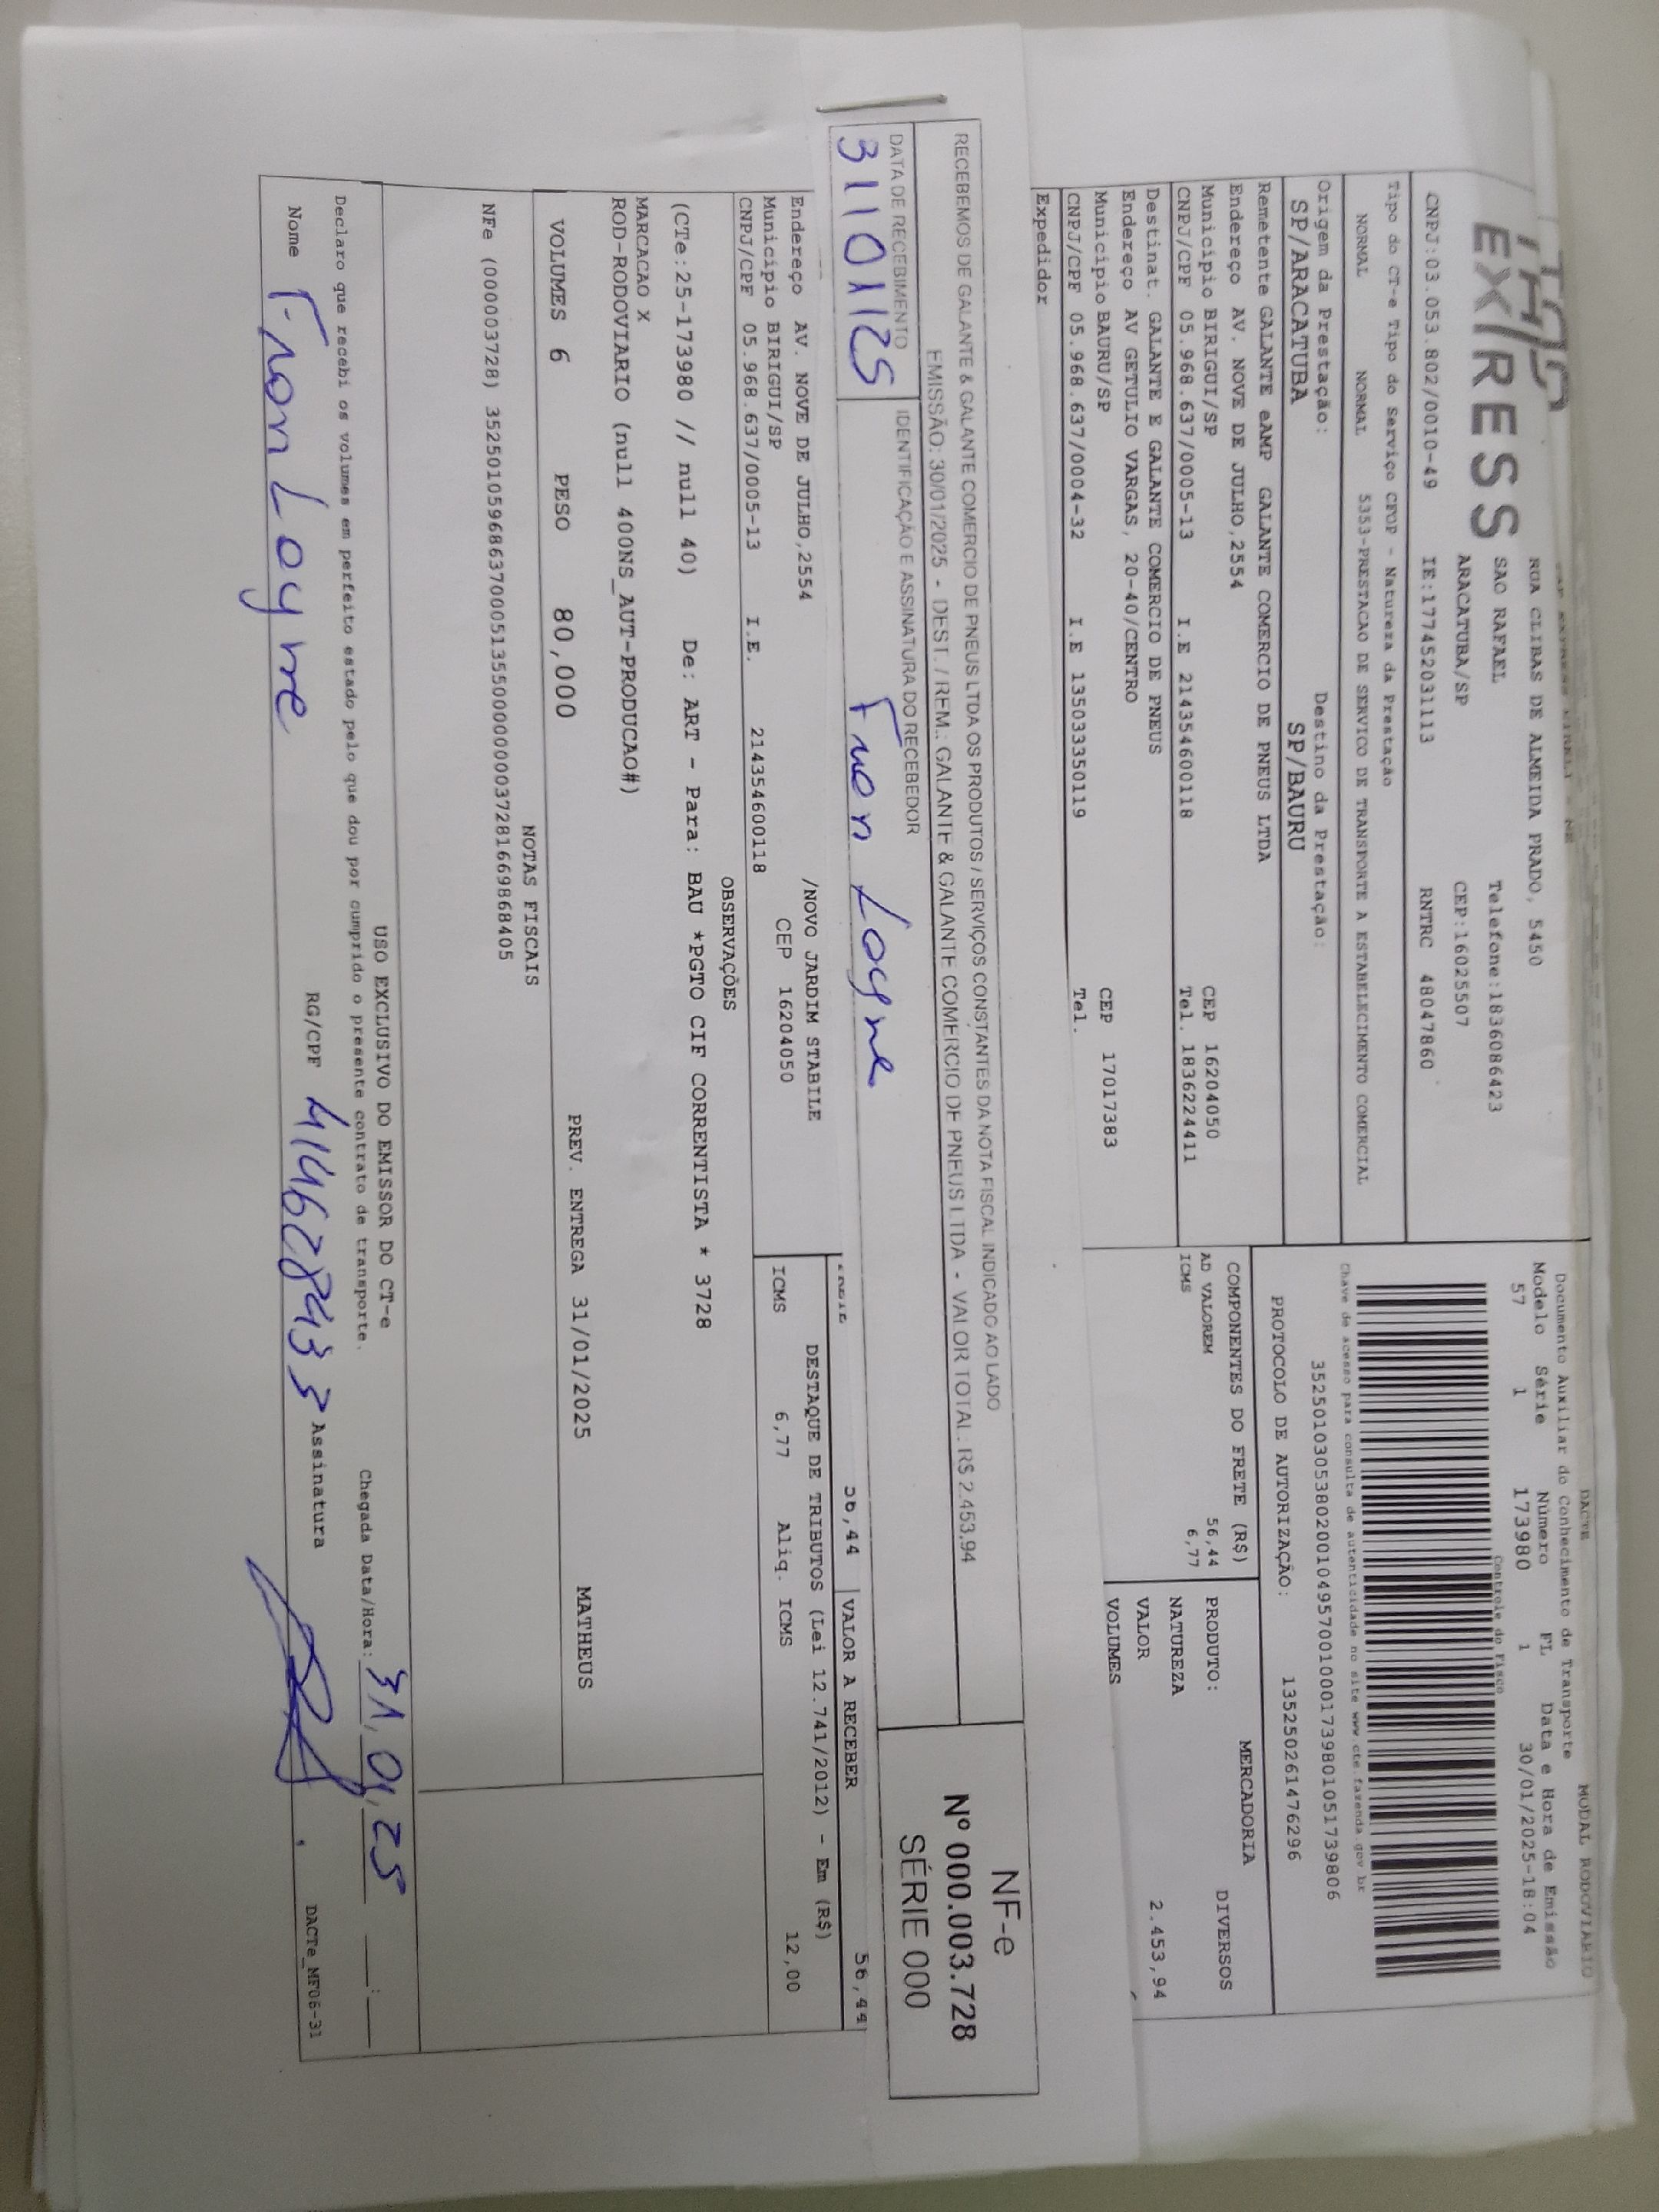 EXPRESS
RUA CLIBAS DE ALMEIDA PRADO, 5450
SAO RAFAEL Telefone:1836086423
ARACATUBA/SP CEP:16025507
CNPJ:03.053.802/0010-49 IE:177452031113 RNTRC 48047860
Tipo do CT-e Tipo do Serviço CFOP - Natureza da Prestação
NORMAL NORMAL 5353-PRESTACAO DE SERVICO DE TRANSPORTE A ESTABELECIMENTO COMERCIAL
Origem da Prestação: Destino da Prestação:
SP/ARACATUBA SP/BAURU
DACTE MODAL RODOVIARIO
Documento Auxiliar do Conhecimento de Transporte
Modelo Série Número FL Data e Hora de Emissão
57 1 173980 1 30/01/2025-18:04
Controle do Fisco
Chave de acesso para consulta de autenticidade no site www.cte.fazenda.gov.br
35250103053802001049570010001739801051739806
PROTOCOLO DE AUTORIZAÇÃO: 135250261476296
Remetente GALANTE eAMP GALANTE COMERCIO DE PNEUS LTDA
Endereço AV. NOVE DE JULHO,2554
Município BIRIGUI/SP CEP 16204050
CNPJ/CPF 05.968.637/0005-13 I.E 214354600118 Tel. 1836224411
Destinat. GALANTE E GALANTE COMERCIO DE PNEUS
Endereço AV GETULIO VARGAS, 20-40/CENTRO
Municipio BAURU/SP CEP 17017383
CNPJ/CPF 05.968.637/0004-32 I.E 13503350119 Tel.
Expedidor
COMPONENTES DO FRETE (R$)
AD VALOREM 56,44
ICMS 6,77
MERCADORIA
PRODUTO: DIVERSOS
NATUREZA
VALOR 2.453,94
VOLUMES
RECEBEMOS DE GALANTE & GALANTE COMERCIO DE PNEUS LTDA OS PRODUTOS / SERVIÇOS CONSTANTES DA NOTA FISCAL INDICADO AO LADO
EMISSÃO: 30/01/2025 - DEST. / REM.: GALANTE & GALANTE COMERCIO DE PNEUS LTDA - VALOR TOTAL: R$ 2.453,94
DATA DE RECEBIMENTO IDENTIFICAÇÃO E ASSINATURA DO RECEBEDOR
31 01 25
NF-e
Nº 000.003.728
SÉRIE 000
56,44 VALOR A RECEBER 56,44
Endereço AV. NOVE DE JULHO,2554 /NOVO JARDIM STABILE
Municipio BIRIGUI/SP CEP 16204050
CNPJ/CPF 05.968.637/0005-13 I.E. 214354600118
DESTAQUE DE TRIBUTOS (Lei 12.741/2012) - Em (R$)
ICMS 6,77 Aliq. ICMS 12,00
OBSERVAÇÕES
(CTe:25-173980 // null 40) De: ART - Para: BAU *PGTO CIF CORRENTISTA * 3728
MARCACAO X
ROD-RODOVIARIO (null 400NS_AUT-PRODUCAO#)
VOLUMES 6 PESO 80,000 PREV. ENTREGA 31/01/2025 MATHEUS
NOTAS FISCAIS
NFe (000003728) 35250105968637000513550000000037281669868405
USO EXCLUSIVO DO EMISSOR DO CT-e
Declaro que recebi os volumes em perfeito estado pelo que dou por cumprido o presente contrato de transporte. Chegada Data/Hora: 31, 01, 25 :
Nome RG/CPF 414628433 Assinatura
DACTe_MF06-31